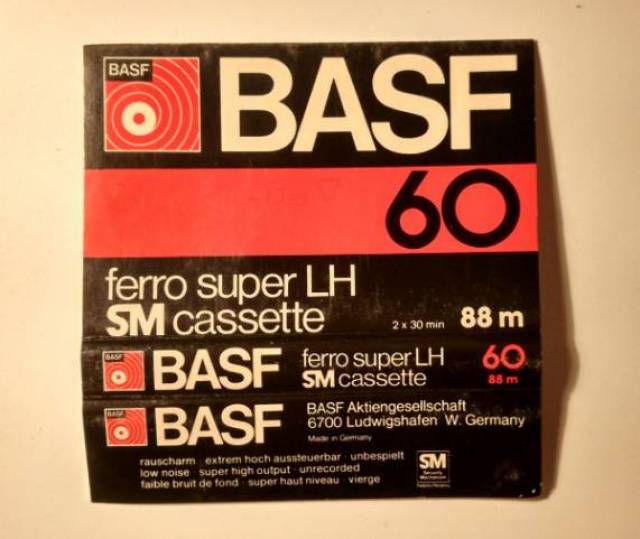 BASF
BASF
60
ferro super LH
SM cassette
2 x 30 min 88 m
BASF
BASF
ferro super LH
SM cassette
60
88 m
BASF
BASF
BASF Aktiengesellschaft
6700 Ludwigshafen W. Germany
Made in Germany
rauscharm · extrem hoch aussteuerbar · unbespielt
low noise · super high output · unrecorded
faible bruit de fond · super haut niveau · vierge
SM
Security
Mechanism